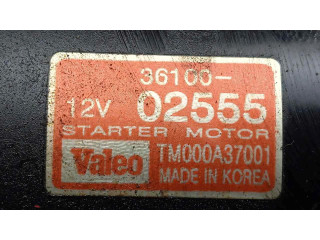 36100-
12V 02555
STARTER MOTOR
Valeo TM000A37001
MADE IN KOREA